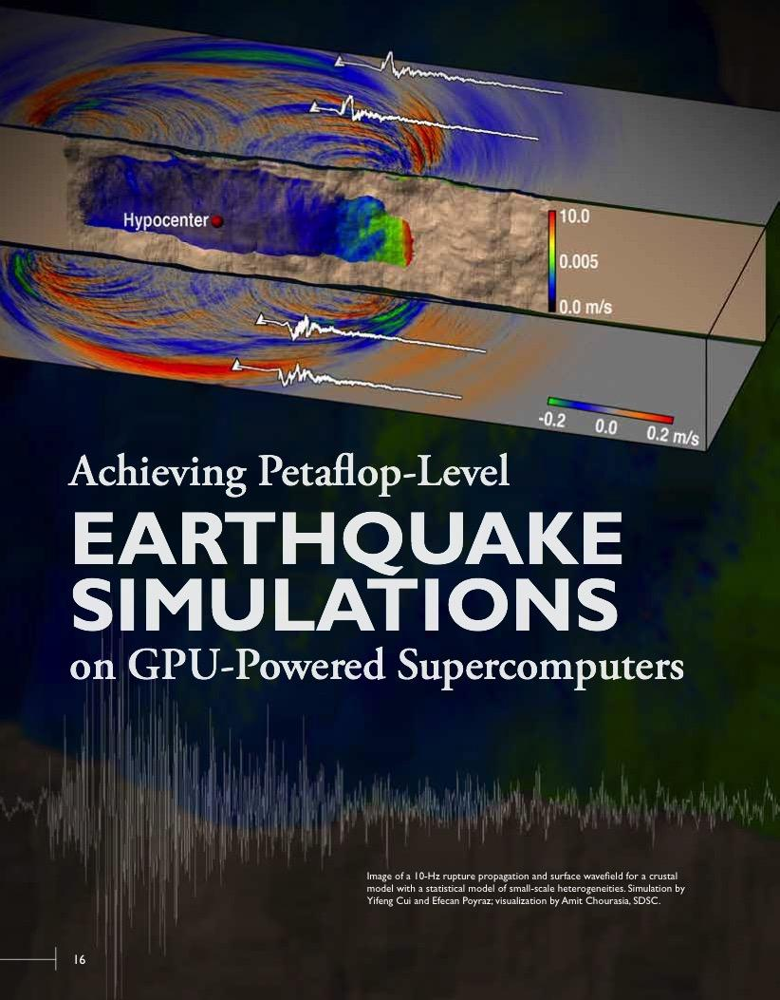 Hypocenter
10.0
0.005
0.0 m/s
-0.2 0.0 0.2 m/s
Achieving Petaflop-Level
EARTHQUAKE
SIMULATIONS
on GPU-Powered Supercomputers
Image of a 10-Hz rupture propagation and surface wavefield for a crustal
model with a statistical model of small-scale heterogeneities. Simulation by
Yifeng Cui and Efecan Poyraz; visualization by Amit Chourasia, SDSC.
16